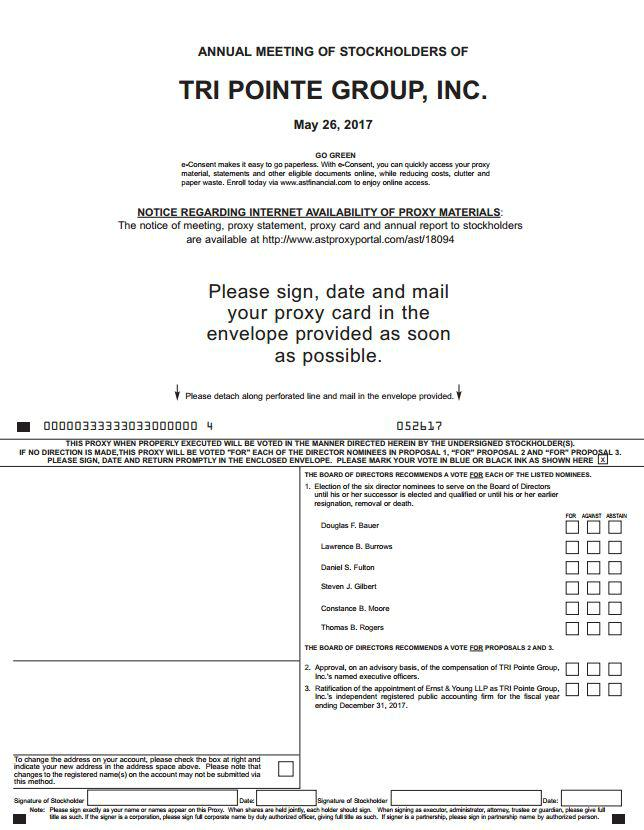 ANNUAL MEETING OF STOCKHOLDERS OF
TRI POINTE GROUP, INC.
May 26, 2017
GO GREEN
e-Consent makes it easy to go paperless. With e-Consent, you can quickly access your proxy
material, statements and other eligible documents online, while reducing costs, clutter and
paper waste. Enroll today via www.astfinancial.com to enjoy online access.
NOTICE REGARDING INTERNET AVAILABILITY OF PROXY MATERIALS:
The notice of meeting, proxy statement, proxy card and annual report to stockholders
are available at http://www.astproxyportal.com/ast/18094
Please sign, date and mail
your proxy card in the
envelope provided as soon
as possible.
Please detach along perforated line and mail in the envelope provided.
00000333333033000000 4
052617
THIS PROXY WHEN PROPERLY EXECUTED WILL BE VOTED IN THE MANNER DIRECTED HEREIN BY THE UNDERSIGNED STOCKHOLDER(S).
IF NO DIRECTION IS MADE,THIS PROXY WILL BE VOTED "FOR" EACH OF THE DIRECTOR NOMINEES IN PROPOSAL 1, "FOR" PROPOSAL 2 AND "FOR" PROPOSAL 3.
PLEASE SIGN, DATE AND RETURN PROMPTLY IN THE ENCLOSED ENVELOPE. PLEASE MARK YOUR VOTE IN BLUE OR BLACK INK AS SHOWN HERE X
THE BOARD OF DIRECTORS RECOMMENDS A VOTE FOR EACH OF THE LISTED NOMINEES.
1. Election of the six director nominees to serve on the Board of Directors
until his or her successor is elected and qualified or until his or her earlier
resignation, removal or death.
FOR AGAINST ABSTAIN
Douglas F. Bauer
Lawrence B. Burrows
Daniel S. Fulton
Steven J. Gilbert
Constance B. Moore
Thomas B. Rogers
THE BOARD OF DIRECTORS RECOMMENDS A VOTE FOR PROPOSALS 2 AND 3.
2. Approval, on an advisory basis, of the compensation of TRI Pointe Group,
Inc.'s named executive officers.
3. Ratification of the appointment of Ernst & Young LLP as TRI Pointe Group,
Inc.'s independent registered public accounting firm for the fiscal year
ending December 31, 2017.
To change the address on your account, please check the box at right and
indicate your new address in the address space above. Please note that
changes to the registered name(s) on the account may not be submitted via
this method.
Signature of Stockholder Date: Signature of Stockholder Date:
Note: Please sign exactly as your name or names appear on this Proxy. When shares are held jointly, each holder should sign. When signing as executor, administrator, attorney, trustee or guardian, please give full
title as such. If the signer is a corporation, please sign full corporate name by duly authorized officer, giving full title as such. If signer is a partnership, please sign in partnership name by authorized person.